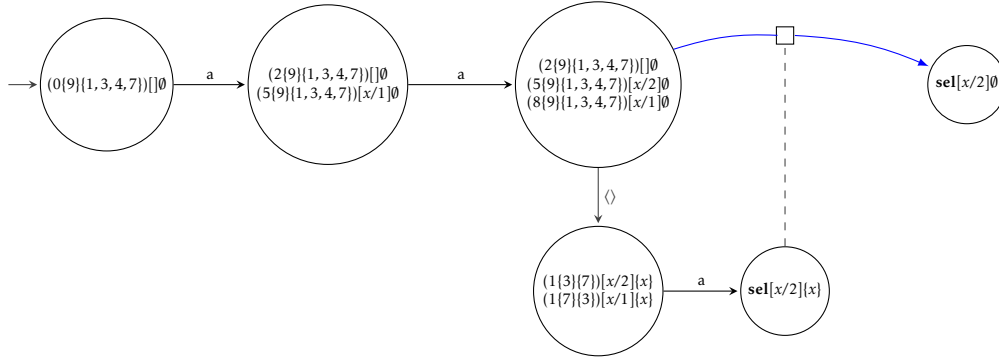 (0{9}{1, 3, 4, 7})[]∅
a
(2{9}{1, 3, 4, 7})[]∅
(5{9}{1, 3, 4, 7})[x/1]∅
a
(2{9}{1, 3, 4, 7})[]∅
(5{9}{1, 3, 4, 7})[x/2]∅
(8{9}{1, 3, 4, 7})[x/1]∅
sel[x/2]∅
⟨⟩
(1{3}{7})[x/2]{x}
(1{7}{3})[x/1]{x}
a
sel[x/2]{x}